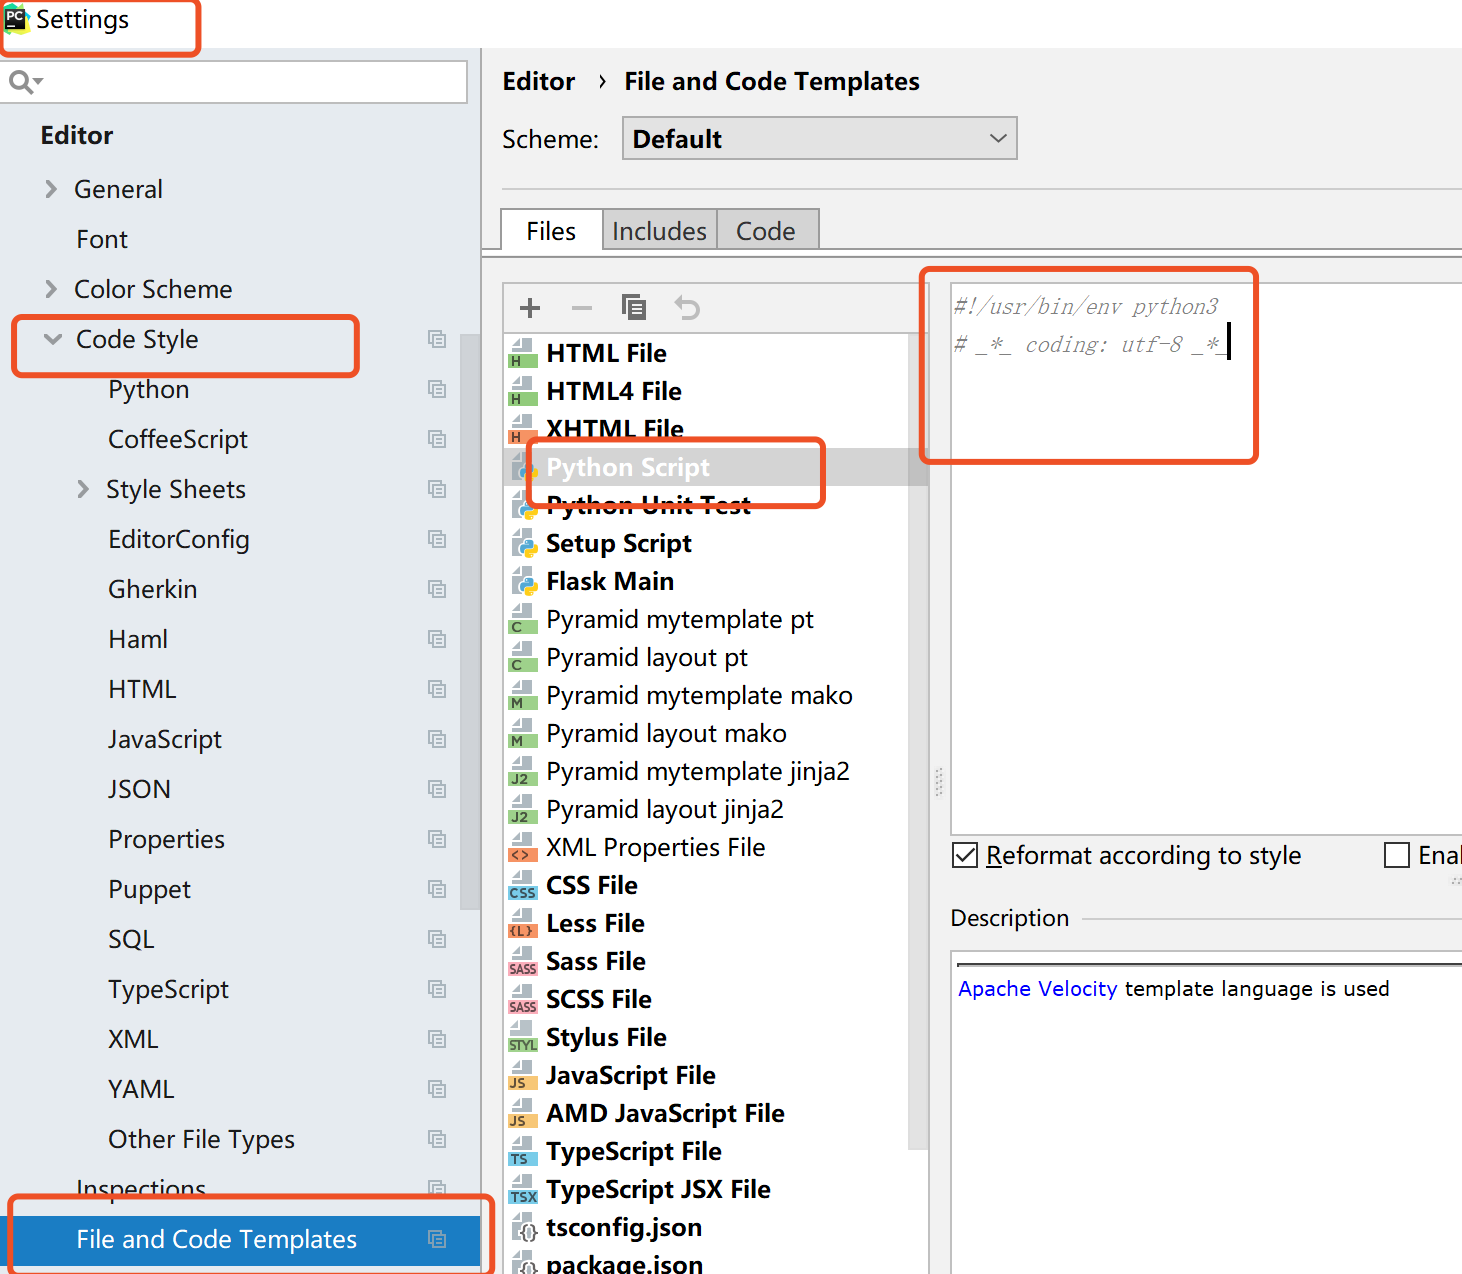 PC Settings
Editor
General
Font
Color Scheme
Code Style
Python
CoffeeScript
Style Sheets
EditorConfig
Gherkin
Haml
HTML
JavaScript
JSON
Properties
Puppet
SQL
TypeScript
XML
YAML
Other File Types
Inspections
File and Code Templates
Editor › File and Code Templates
Scheme: Default
Files Includes Code
H HTML File
H HTML4 File
H XHTML File
Python Script
Python Unit Test
Setup Script
Flask Main
C Pyramid mytemplate pt
C Pyramid layout pt
M Pyramid mytemplate mako
M Pyramid layout mako
J2 Pyramid mytemplate jinja2
J2 Pyramid layout jinja2
<> XML Properties File
CSS CSS File
{L} Less File
SASS Sass File
SASS SCSS File
STYL Stylus File
JS JavaScript File
JS AMD JavaScript File
TS TypeScript File
TSX TypeScript JSX File
{} tsconfig.json
{} package.json
#!/usr/bin/env python3
# _*_ coding: utf-8 _*_
Reformat according to style Enal
Description
Apache Velocity template language is used